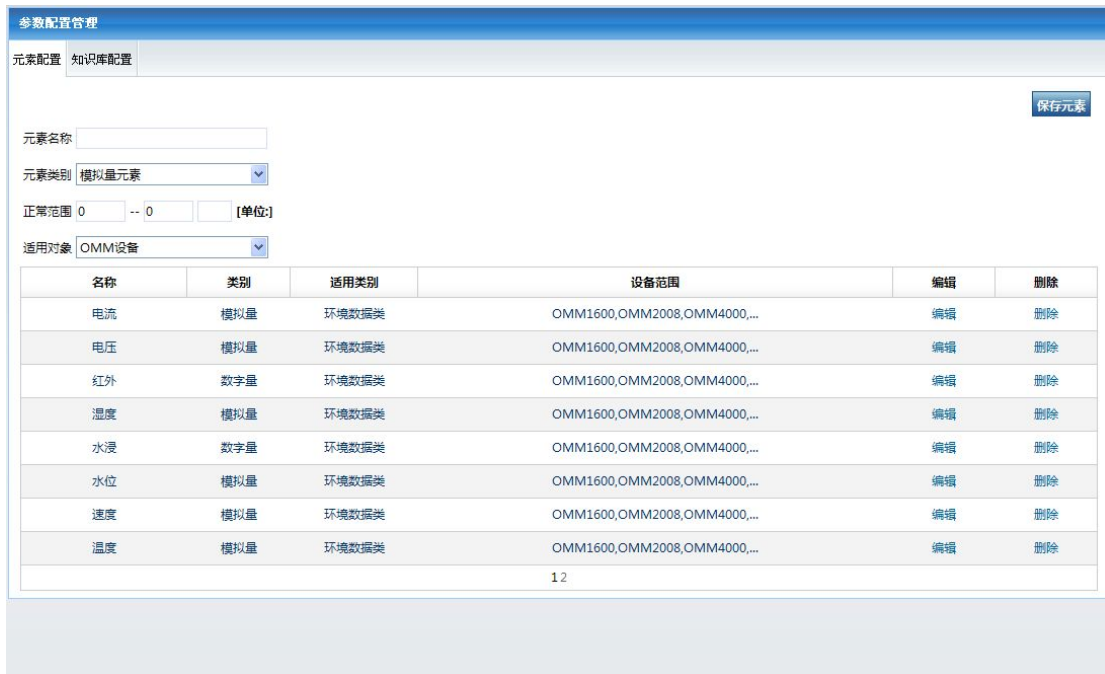 参数配置管理
元素配置 知识库配置
保存元素
元素名称
元素类别 模拟量元素
正常范围 0 -- 0 [单位:]
适用对象 OMM设备
名称 类别 适用类别 设备范围 编辑 删除
电流 模拟量 环境数据类 OMM1600,OMM2008,OMM4000,... 编辑 删除
电压 模拟量 环境数据类 OMM1600,OMM2008,OMM4000,... 编辑 删除
红外 数字量 环境数据类 OMM1600,OMM2008,OMM4000,... 编辑 删除
湿度 模拟量 环境数据类 OMM1600,OMM2008,OMM4000,... 编辑 删除
水浸 数字量 环境数据类 OMM1600,OMM2008,OMM4000,... 编辑 删除
水位 模拟量 环境数据类 OMM1600,OMM2008,OMM4000,... 编辑 删除
速度 模拟量 环境数据类 OMM1600,OMM2008,OMM4000,... 编辑 删除
温度 模拟量 环境数据类 OMM1600,OMM2008,OMM4000,... 编辑 删除
1 2